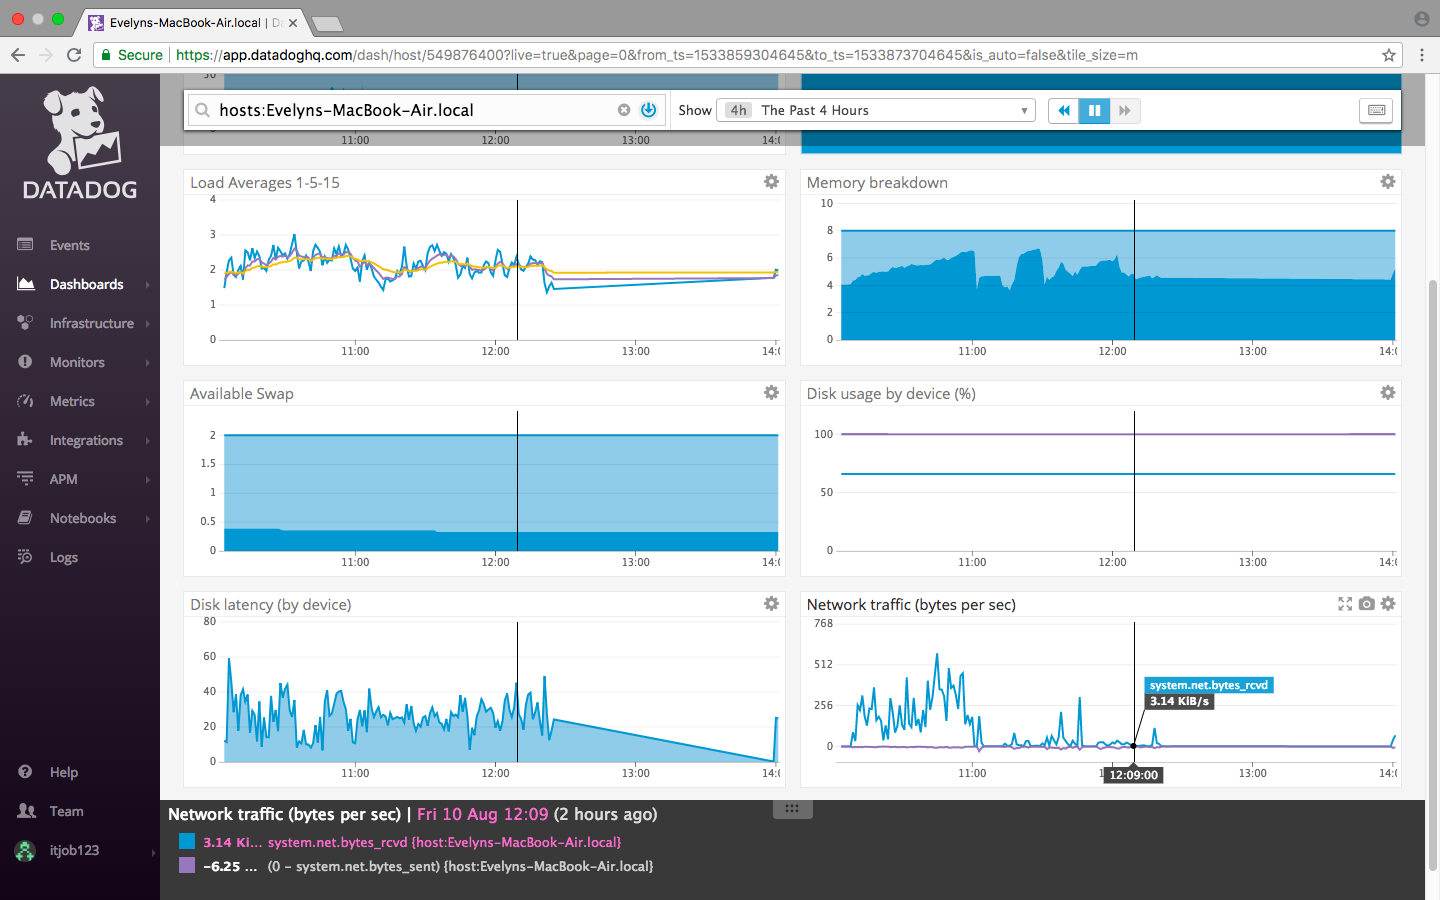 Evelyns-MacBook-Air.local | D
Secure | https://app.datadoghq.com/dash/host/549876400?live=true&page=0&from_ts=1533859304645&to_ts=1533873704645&is_auto=false&tile_size=m
DATADOG
Events
Dashboards
Infrastructure
Monitors
Metrics
Integrations
APM
Notebooks
Logs
Help
Team
itjob123
hosts:Evelyns-MacBook-Air.local
Show 4h The Past 4 Hours
11:00 12:00 13:00 14:
Load Averages 1-5-15
4
3
2
1
0
11:00 12:00 13:00 14:
Memory breakdown
10
8
6
4
2
0
11:00 12:00 13:00 14:
Available Swap
2
1.5
1
0.5
0
11:00 12:00 13:00 14:
Disk usage by device (%)
100
50
0
11:00 12:00 13:00 14:
Disk latency (by device)
80
60
40
20
0
11:00 12:00 13:00 14:
Network traffic (bytes per sec)
768
512
256
0
system.net.bytes_rcvd
3.14 KiB/s
11:00 12:09:00 13:00 14:
Network traffic (bytes per sec) | Fri 10 Aug 12:09 (2 hours ago)
3.14 Ki... system.net.bytes_rcvd {host:Evelyns-MacBook-Air.local}
-6.25 ... (0 - system.net.bytes_sent) {host:Evelyns-MacBook-Air.local}